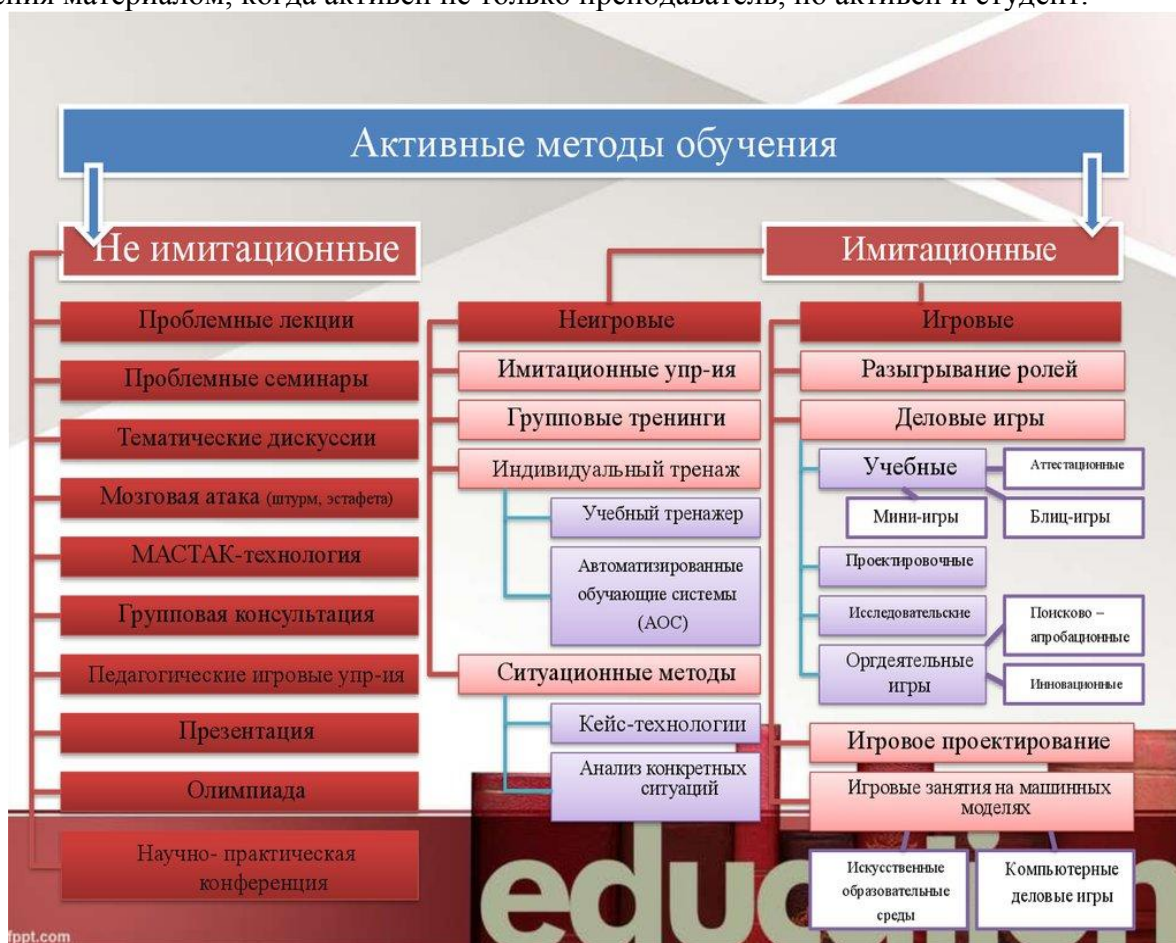 материалом, когда активен не только преподаватель, но активен и студент.
Активные методы обучения
Не имитационные
Проблемные лекции
Проблемные семинары
Тематические дискуссии
Мозговая атака (штурм, эстафета)
МАСТАК-технология
Групповая консультация
Педагогические игровые упр-ия
Презентация
Олимпиада
Научно- практическая
конференция
Имитационные
Неигровые
Имитационные упр-ия
Групповые тренинги
Индивидуальный тренаж
Учебный тренажер
Автоматизированные
обучающие системы
(АОС)
Ситуационные методы
Кейс-технологии
Анализ конкретных
ситуаций
Игровые
Разыгрывание ролей
Деловые игры
Учебные
Аттестационные
Мини-игры
Блиц-игры
Проектировочные
Исследовательские
Оргдеятельные
игры
Поисково –
апробационные
Инновационные
Игровое проектирование
Игровые занятия на машинных
моделях
Искусственные
образовательные
среды
Компьютерные
деловые игры
fppt.com